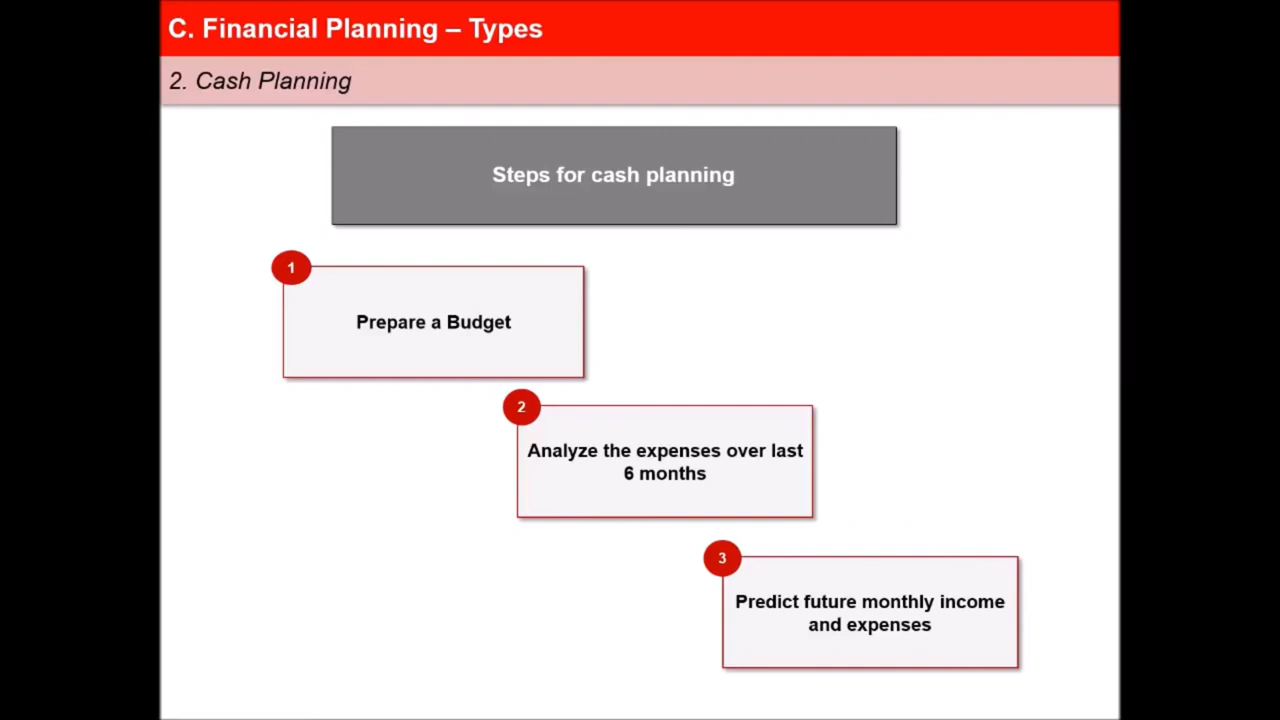 C. Financial Planning – Types
2. Cash Planning
Steps for cash planning
1
Prepare a Budget
2
Analyze the expenses over last
6 months
3
Predict future monthly income
and expenses